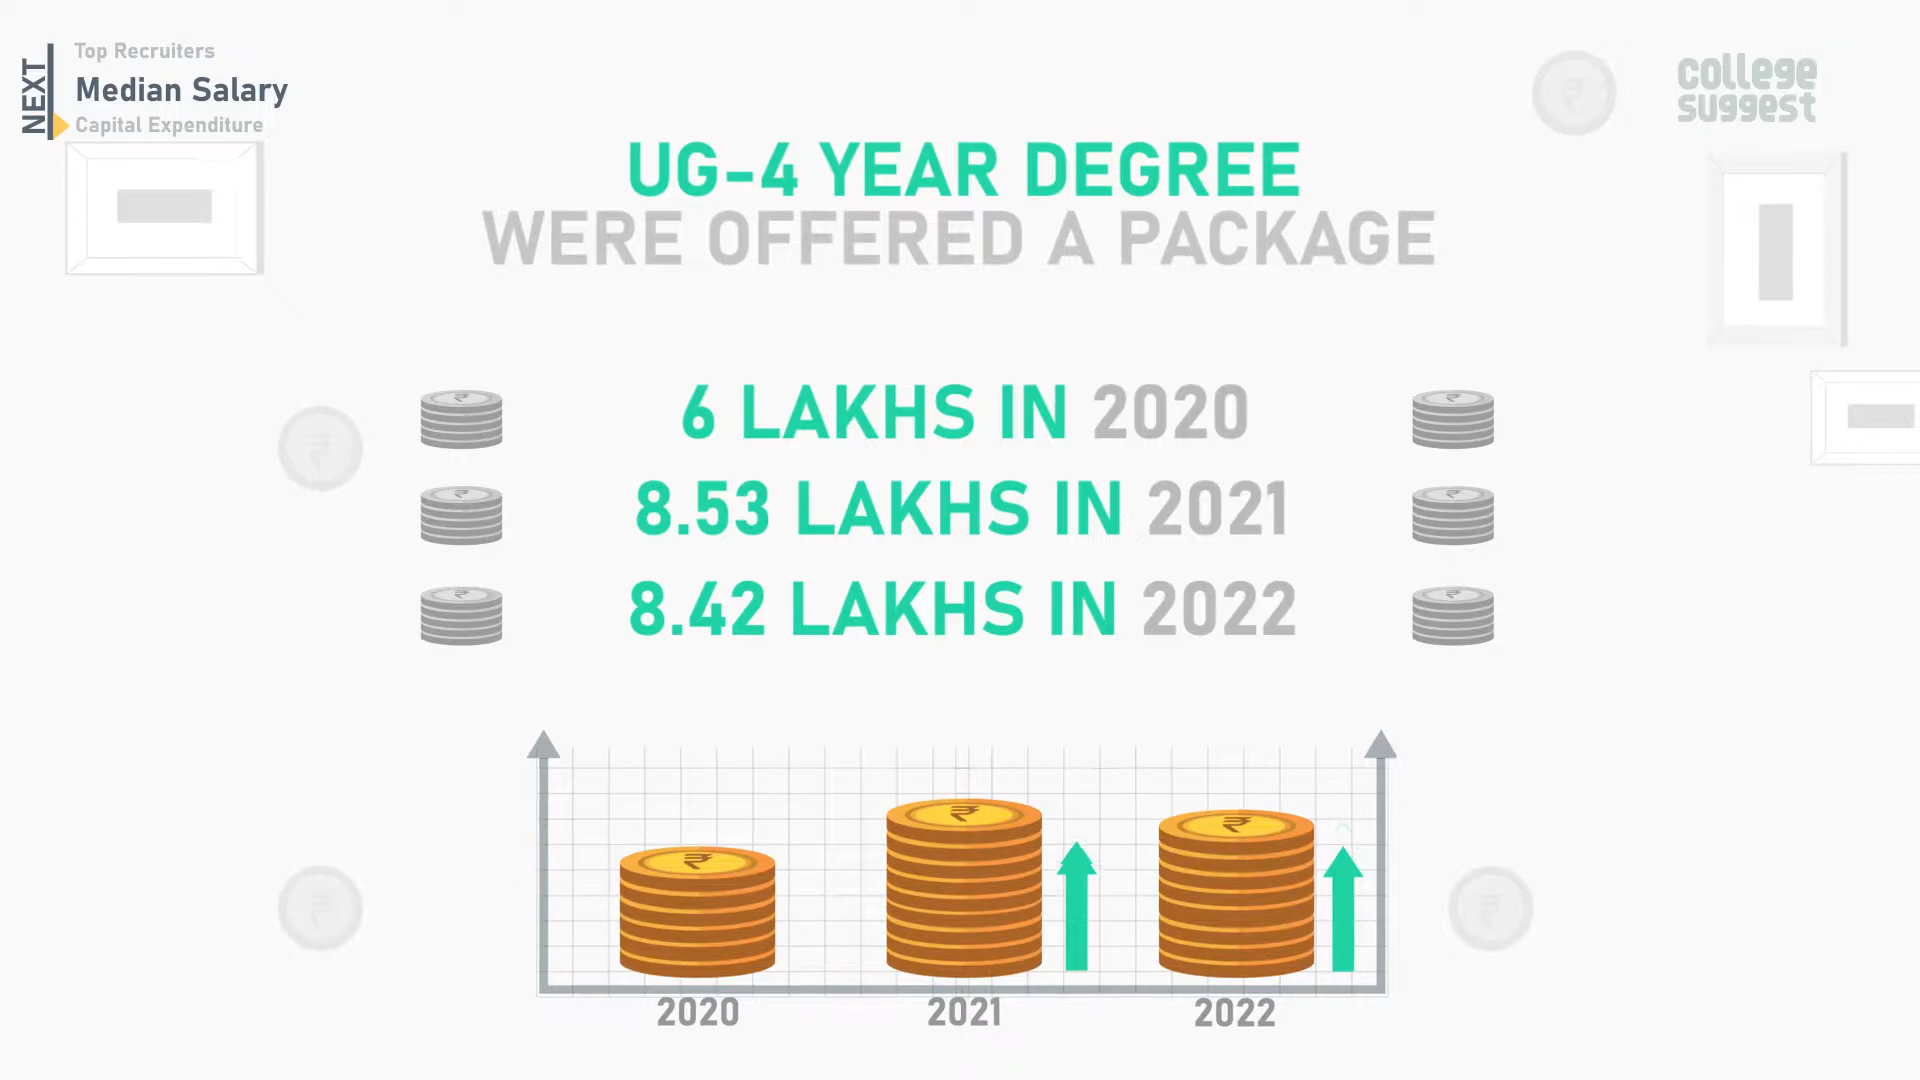 NEXT
Top Recruiters
Median Salary
Capital Expenditure
college
suggest
UG-4 YEAR DEGREE
WERE OFFERED A PACKAGE
6 LAKHS IN 2020
8.53 LAKHS IN 2021
8.42 LAKHS IN 2022
₹
₹
₹
2020
2021
2022